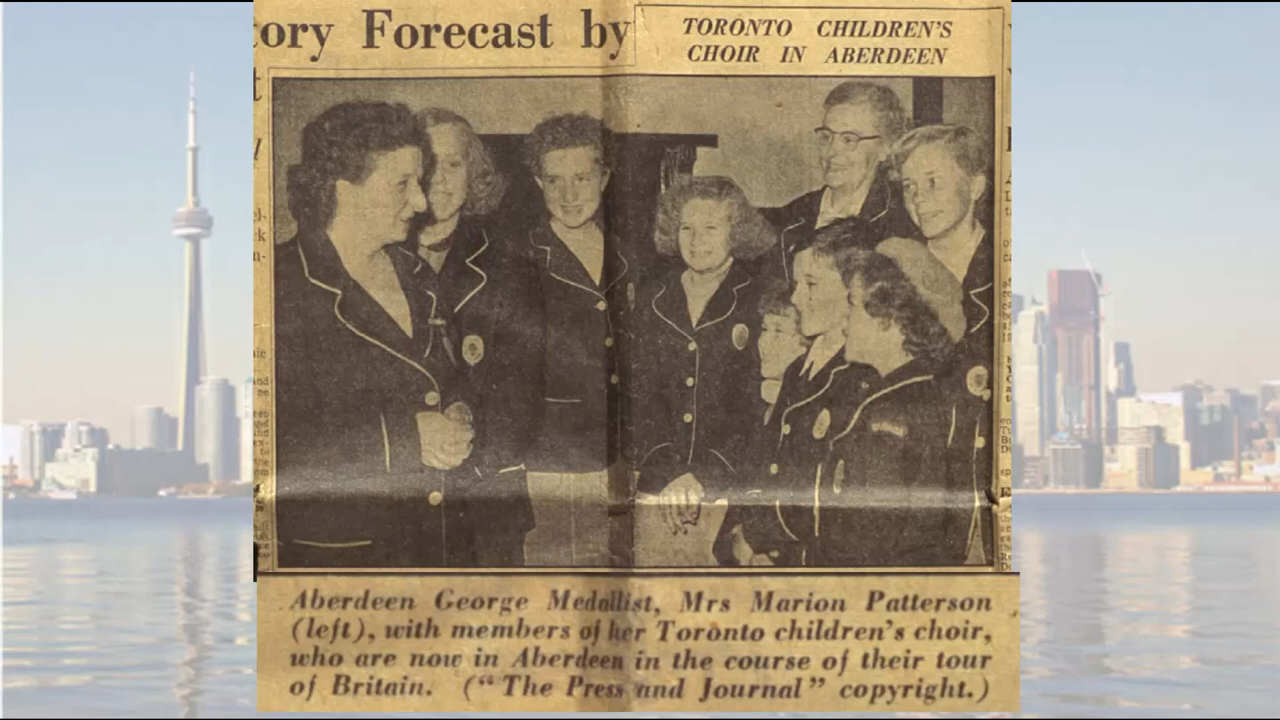 ory Forecast by
TORONTO CHILDREN'S
CHOIR IN ABERDEEN
Aberdeen George Medallist, Mrs Marion Patterson
(left), with members of her Toronto children's choir,
who are now in Aberdeen in the course of their tour
of Britain. ("The Press and Journal" copyright.)